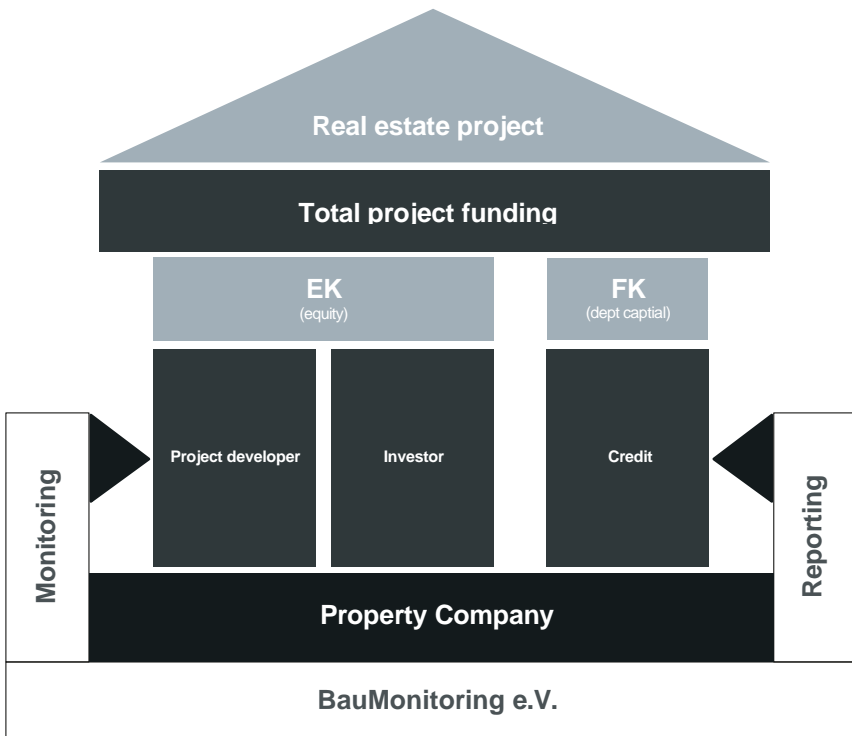 Real estate project
Total project funding
EK
(equity)
FK
(dept captial)
Project developer
Investor
Credit
Monitoring
Reporting
Property Company
BauMonitoring e.V.